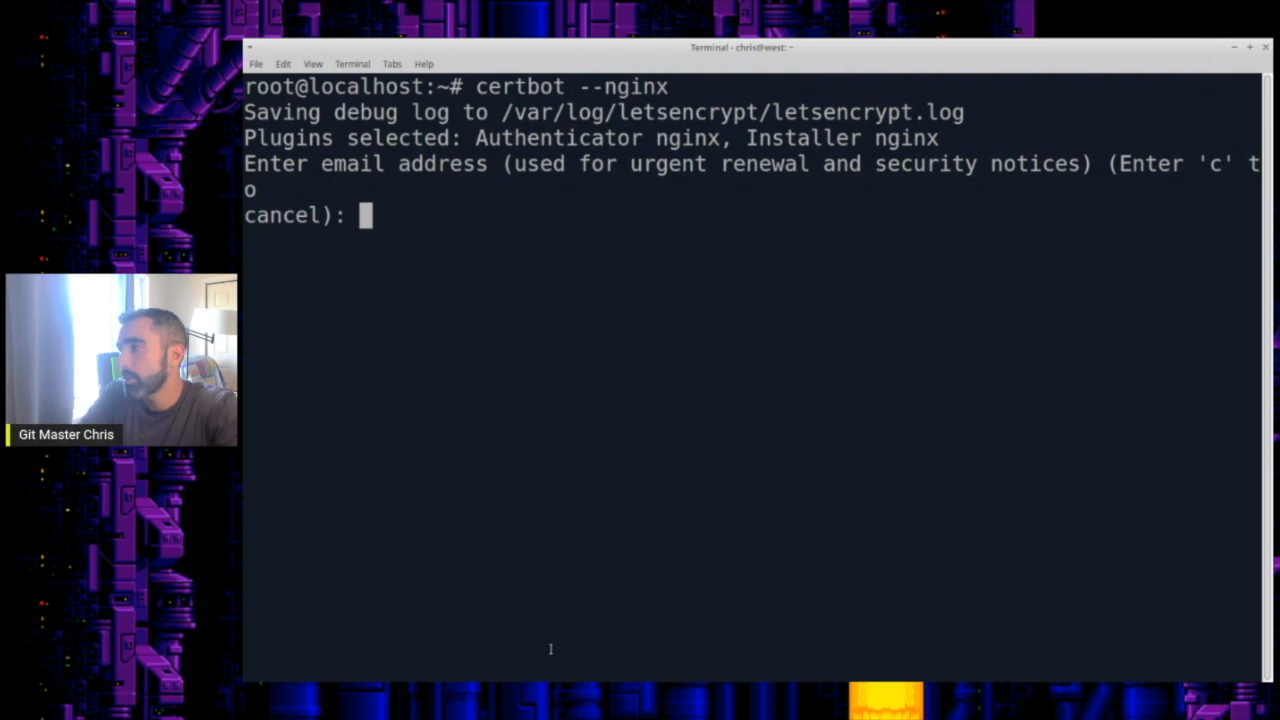 Terminal - chris@west: ~
File Edit View Terminal Tabs Help
root@localhost:~# certbot --nginx
Saving debug log to /var/log/letsencrypt/letsencrypt.log
Plugins selected: Authenticator nginx, Installer nginx
Enter email address (used for urgent renewal and security notices) (Enter 'c' t
o
cancel):
Git Master Chris